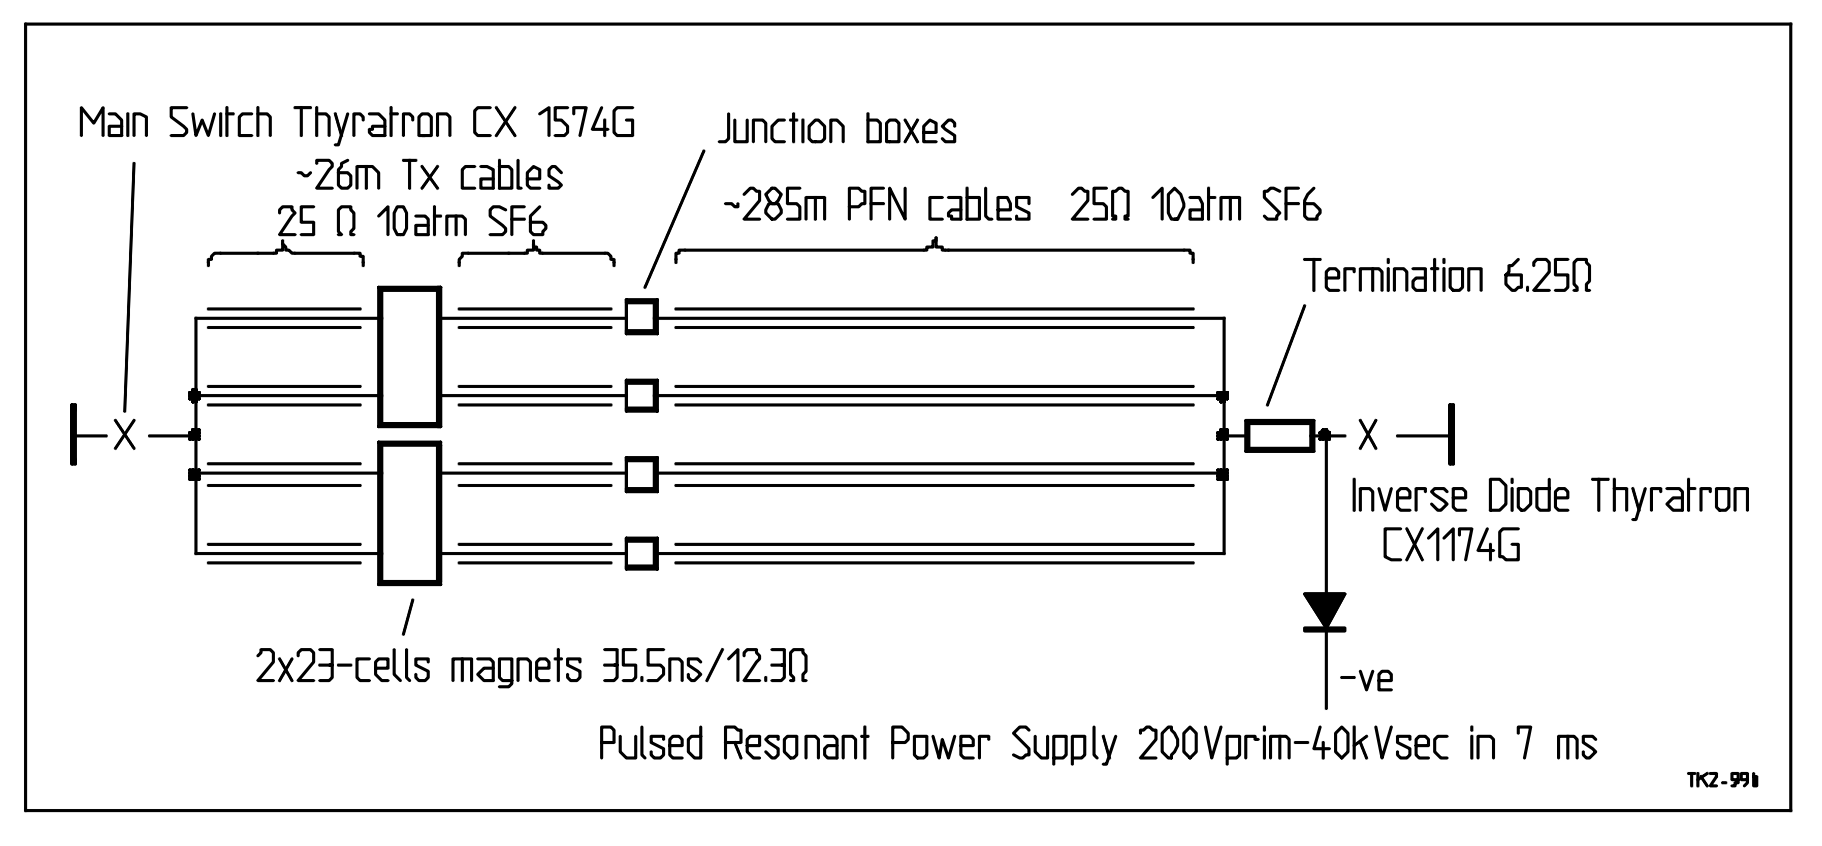 Main Switch Thyratron CX 1574G
~26m Tx cables
25 Ω 10atm SF6
Junction boxes
~285m PFN cables 25Ω 10atm SF6
Termination 6.25Ω
X
X
Inverse Diode Thyratron
CX1174G
2x23-cells magnets 35.5ns/12.3Ω
-ve
Pulsed Resonant Power Supply 200Vprim-40kVsec in 7 ms